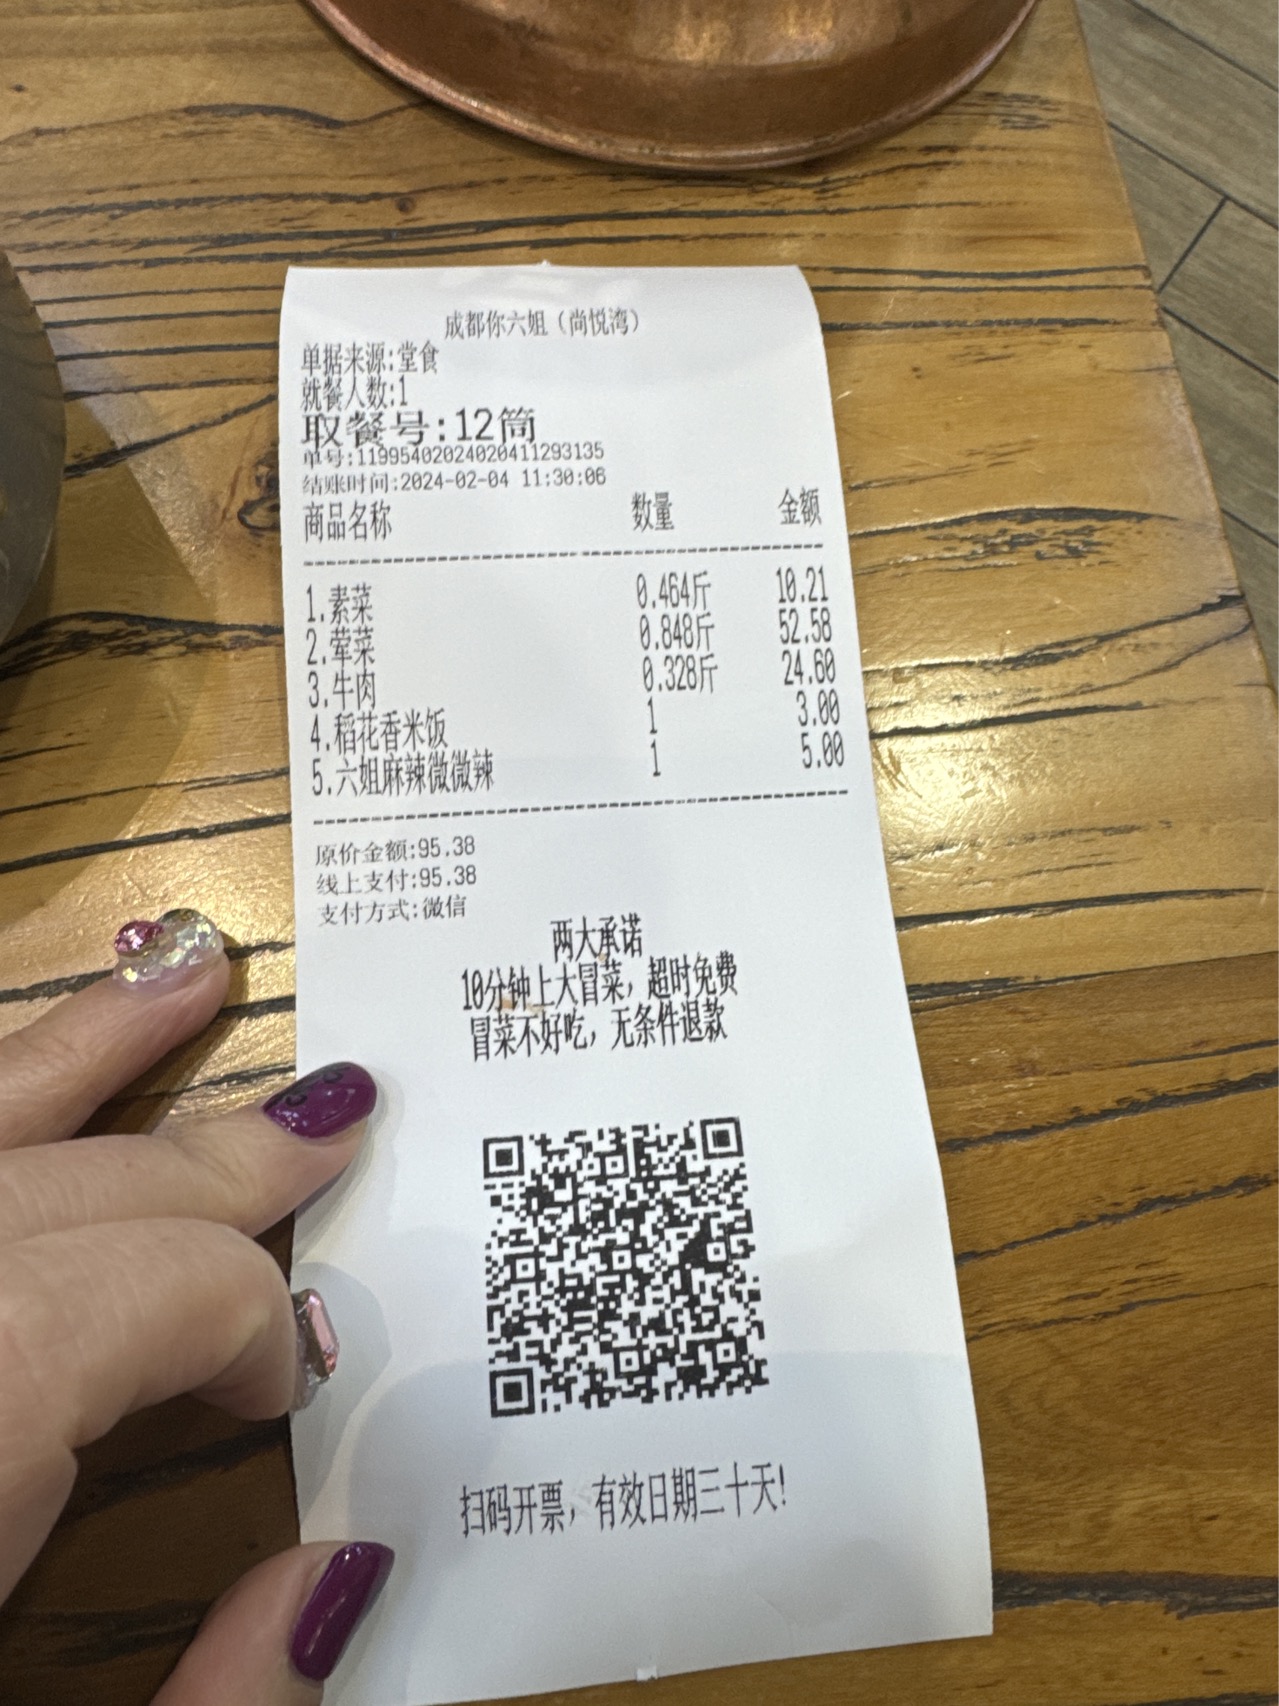 成都你六姐（尚悦湾）
单据来源:堂食
就餐人数:1
取餐号:12筒
单号:11995402024020411293135
结账时间:2024-02-04 11:30:06
商品名称 数量 金额
1.素菜 0.464斤 10.21
2.荤菜 0.848斤 52.58
3.牛肉 0.328斤 24.60
4.稻花香米饭 1 3.00
5.六姐麻辣微微辣 1 5.00
原价金额:95.38
线上支付:95.38
支付方式:微信
两大承诺
10分钟上大冒菜，超时免费
冒菜不好吃，无条件退款
扫码开票，有效日期三十天!